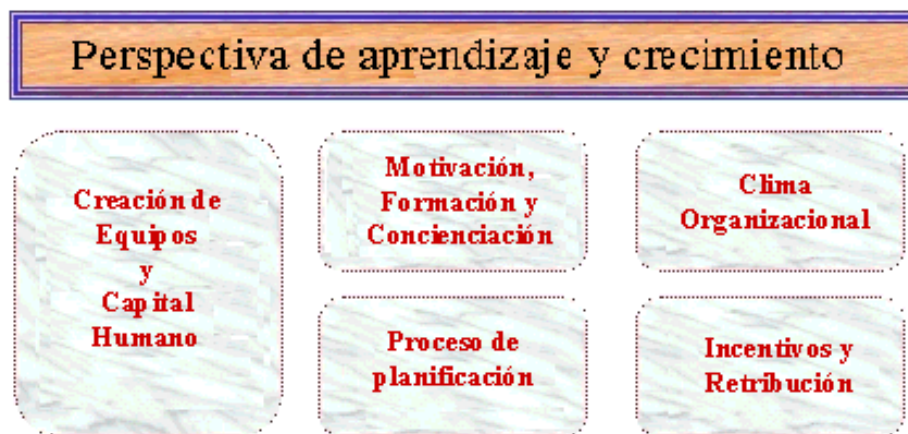 Perspectiva de aprendizaje y crecimiento
Creación de
Equipos
y
Capital
Humano
Motivación,
Formación y
Concienciación
Clima
Organizacional
Proceso de
planificación
Incentivos y
Retribución